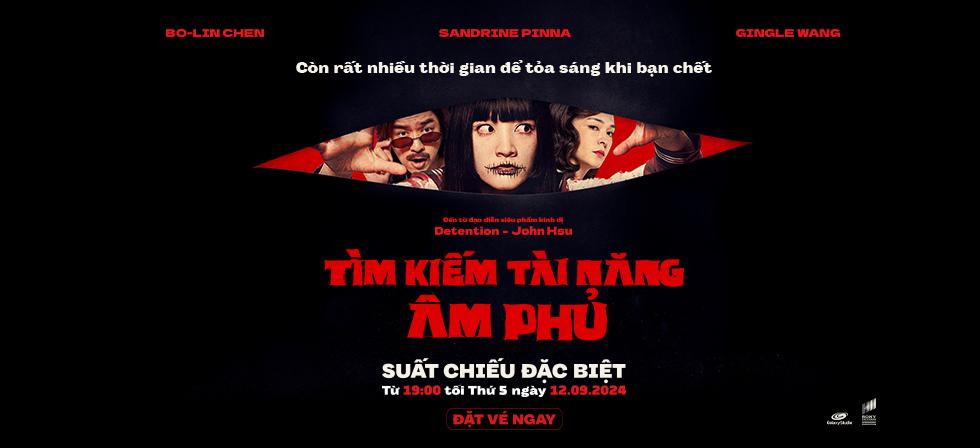 BO-LIN CHEN SANDRINE PINNA GINGLE WANG
Còn rất nhiều thời gian để tỏa sáng khi bạn chết
Đến từ đạo diễn siêu phẩm kinh dị
Detention - John Hsu
TÌM KIẾM TÀI NĂNG
ÂM PHỦ
SUẤT CHIẾU ĐẶC BIỆT
Từ 19:00 tối Thứ 5 ngày 12.09.2024
ĐẶT VÉ NGAY
GalaxyStudio
SONY